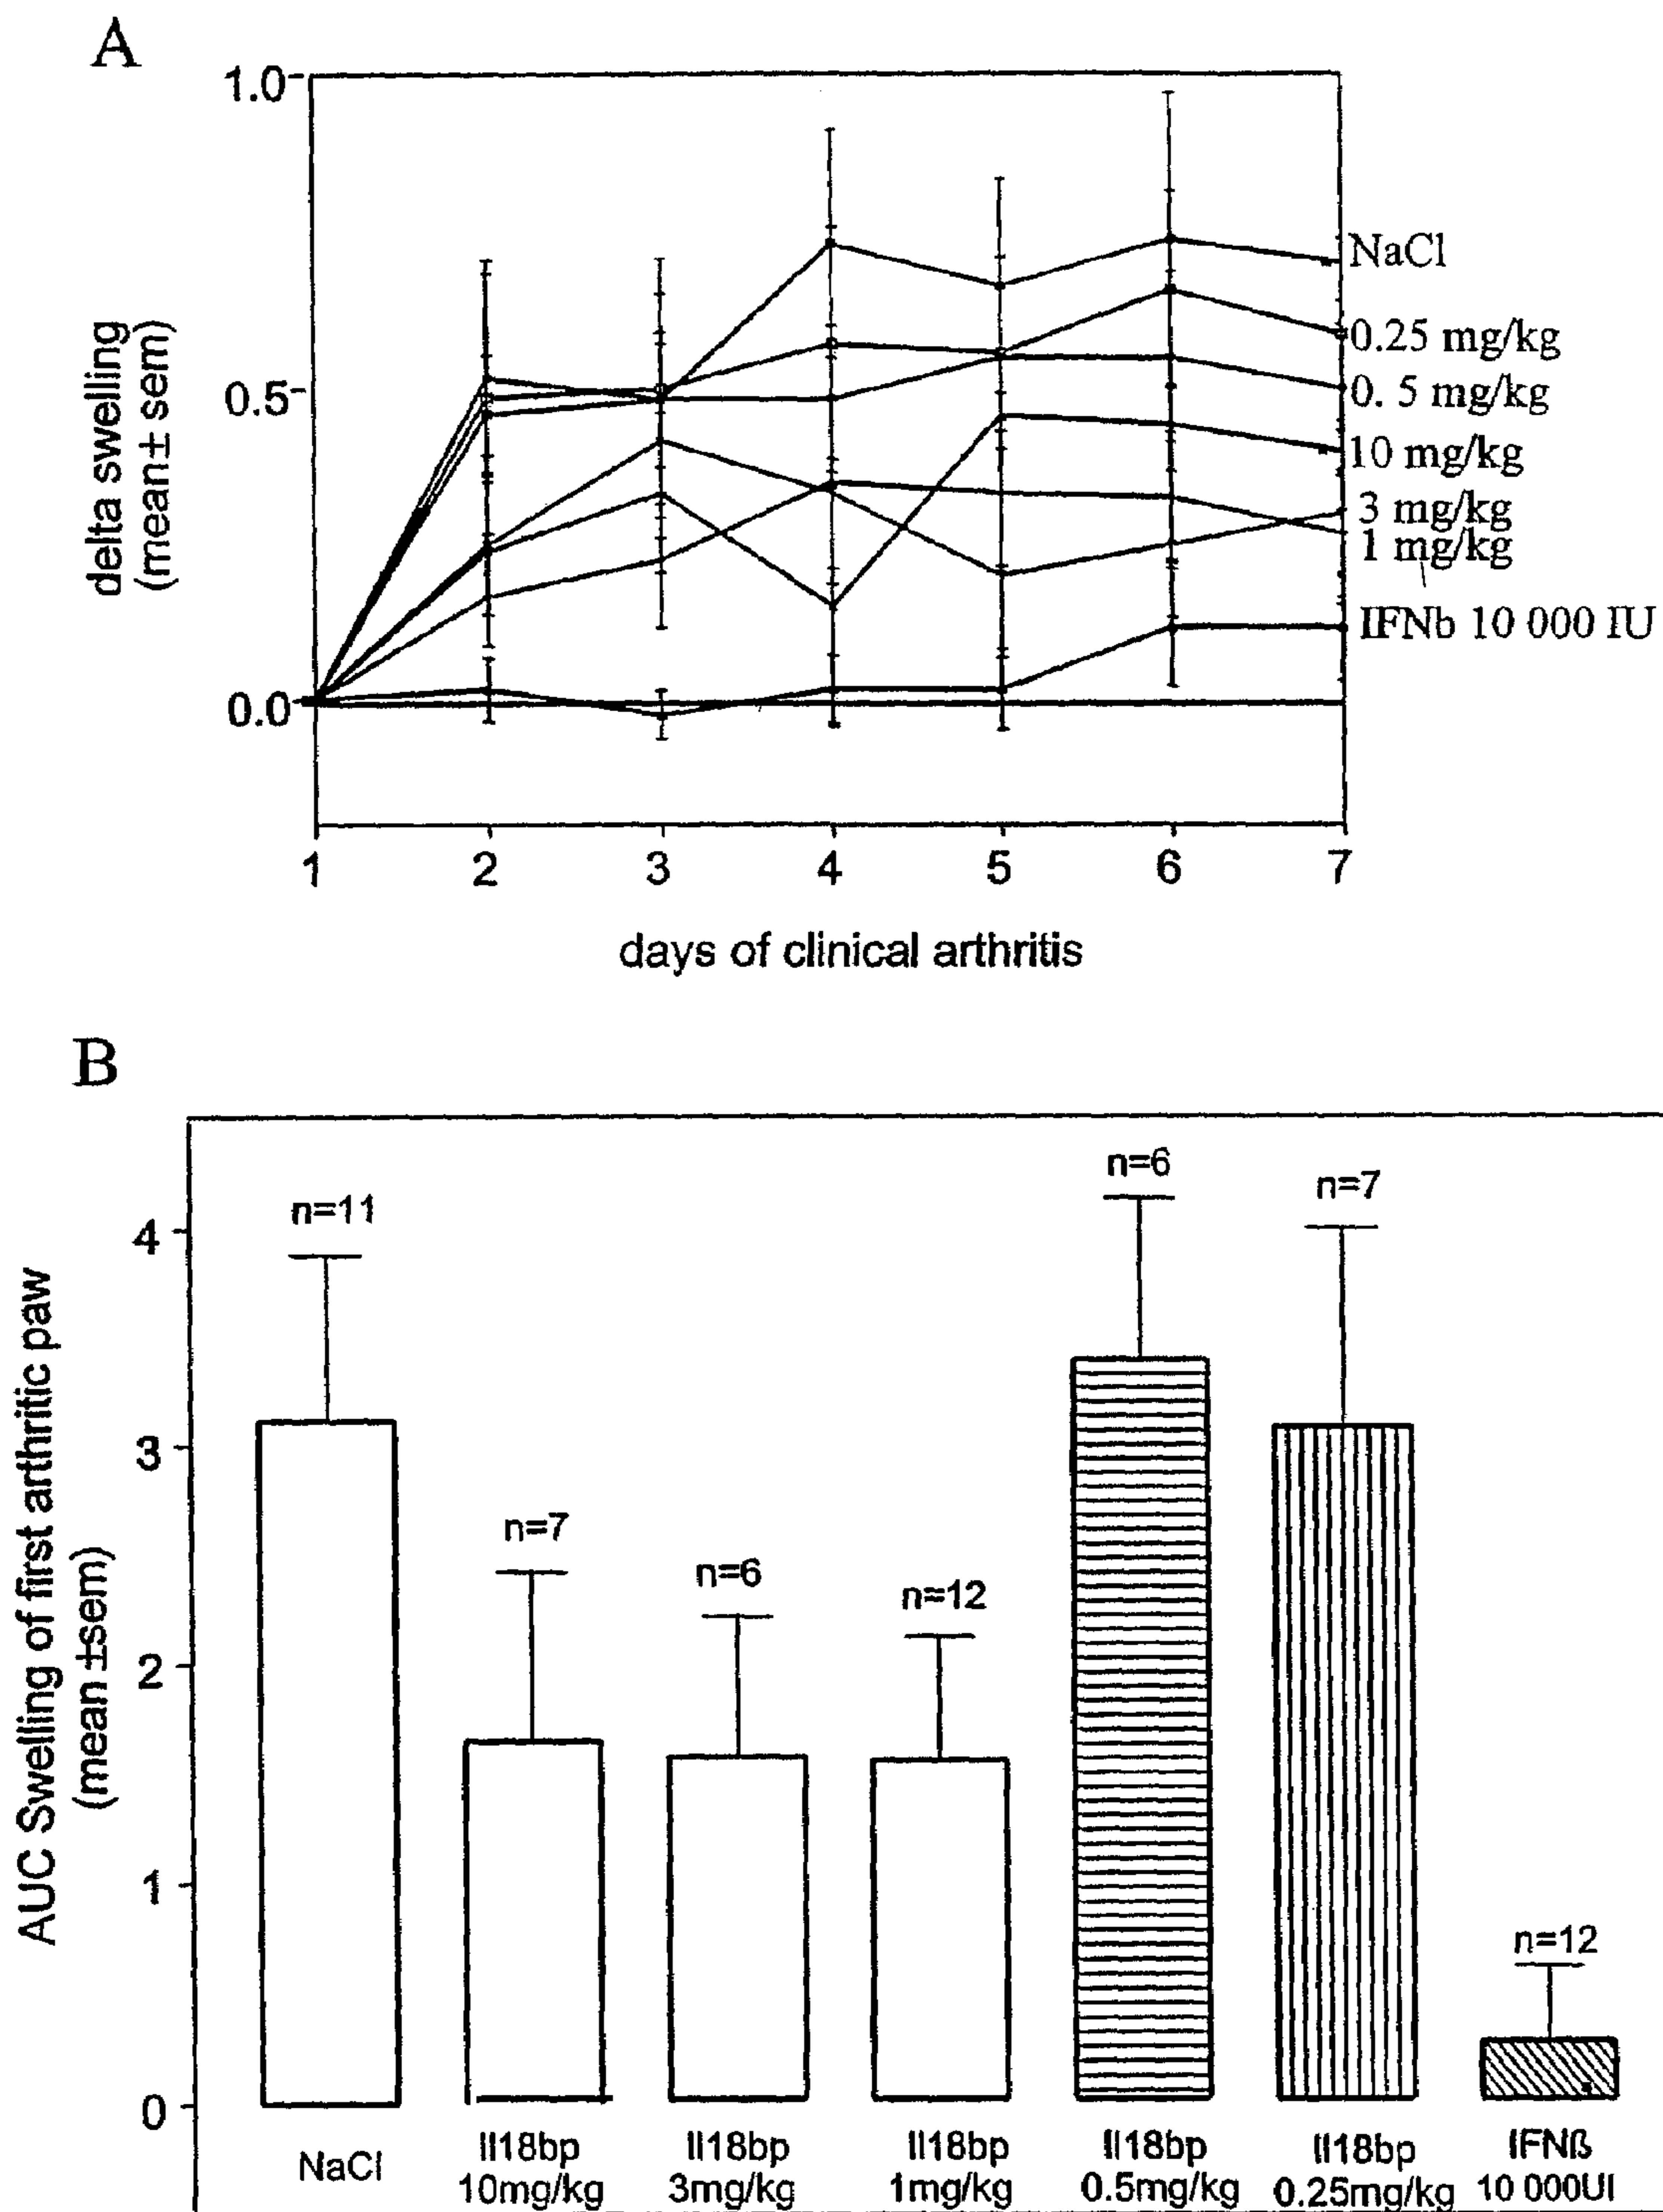 A
1.0
0.5
0.0
delta swelling
(mean± sem)
NaCl
0.25 mg/kg
0. 5 mg/kg
10 mg/kg
3 mg/kg
1 mg/kg
IFNb 10 000 IU
1 2 3 4 5 6 7
days of clinical arthritis
B
AUC Swelling of first arthritic paw
(mean ±sem)
4
3
2
1
0
n=11
n=7
n=6
n=12
n=6
n=7
n=12
NaCl
Il18bp
10mg/kg
Il18bp
3mg/kg
Il18bp
1mg/kg
Il18bp
0.5mg/kg
Il18bp
0.25mg/kg
IFNß
10 000UI